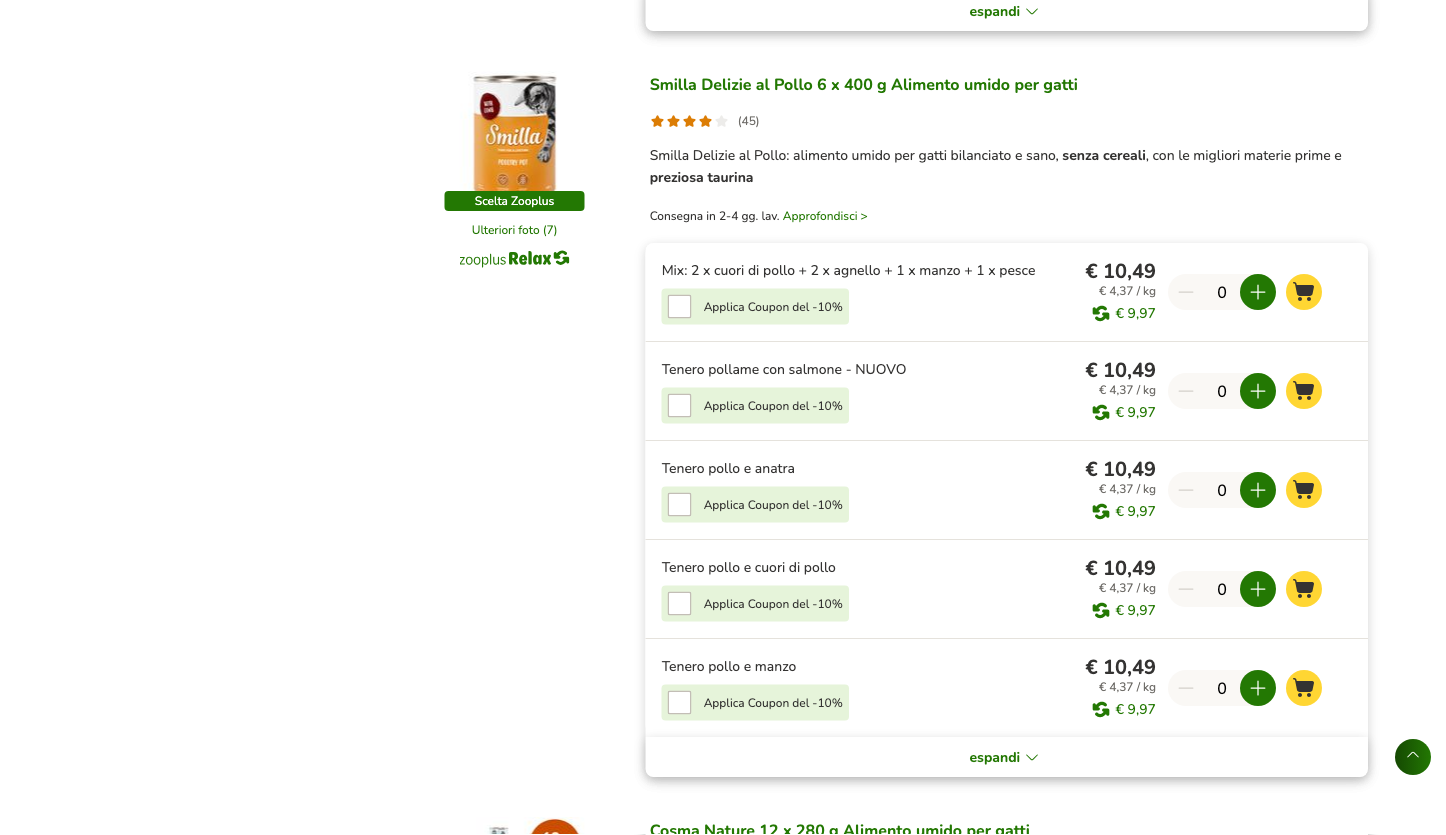 espandi
Smilla Delizie al Pollo 6 x 400 g Alimento umido per gatti
(45)
Smilla Delizie al Pollo: alimento umido per gatti bilanciato e sano, senza cereali, con le migliori materie prime e
preziosa taurina
Consegna in 2-4 gg. lav. Approfondisci >
Smilla
POULTRY POT
Scelta Zooplus
Ulteriori foto (7)
zooplus Relax
Mix: 2 x cuori di pollo + 2 x agnello + 1 x manzo + 1 x pesce
Applica Coupon del -10%
€ 10,49
€ 4,37 / kg
€ 9,97
0
Tenero pollame con salmone - NUOVO
Applica Coupon del -10%
€ 10,49
€ 4,37 / kg
€ 9,97
0
Tenero pollo e anatra
Applica Coupon del -10%
€ 10,49
€ 4,37 / kg
€ 9,97
0
Tenero pollo e cuori di pollo
Applica Coupon del -10%
€ 10,49
€ 4,37 / kg
€ 9,97
0
Tenero pollo e manzo
Applica Coupon del -10%
€ 10,49
€ 4,37 / kg
€ 9,97
0
espandi
Cosma Nature 12 x 280 g Alimento umido per gatti